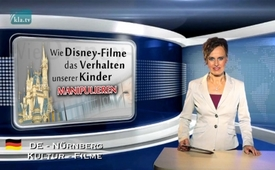 kla.tv
Wie Disney-Filme
das Verhalten
unserer Kinder
MANIPULIEREN
DE - NÜRNBERG
KULTUR - FILME